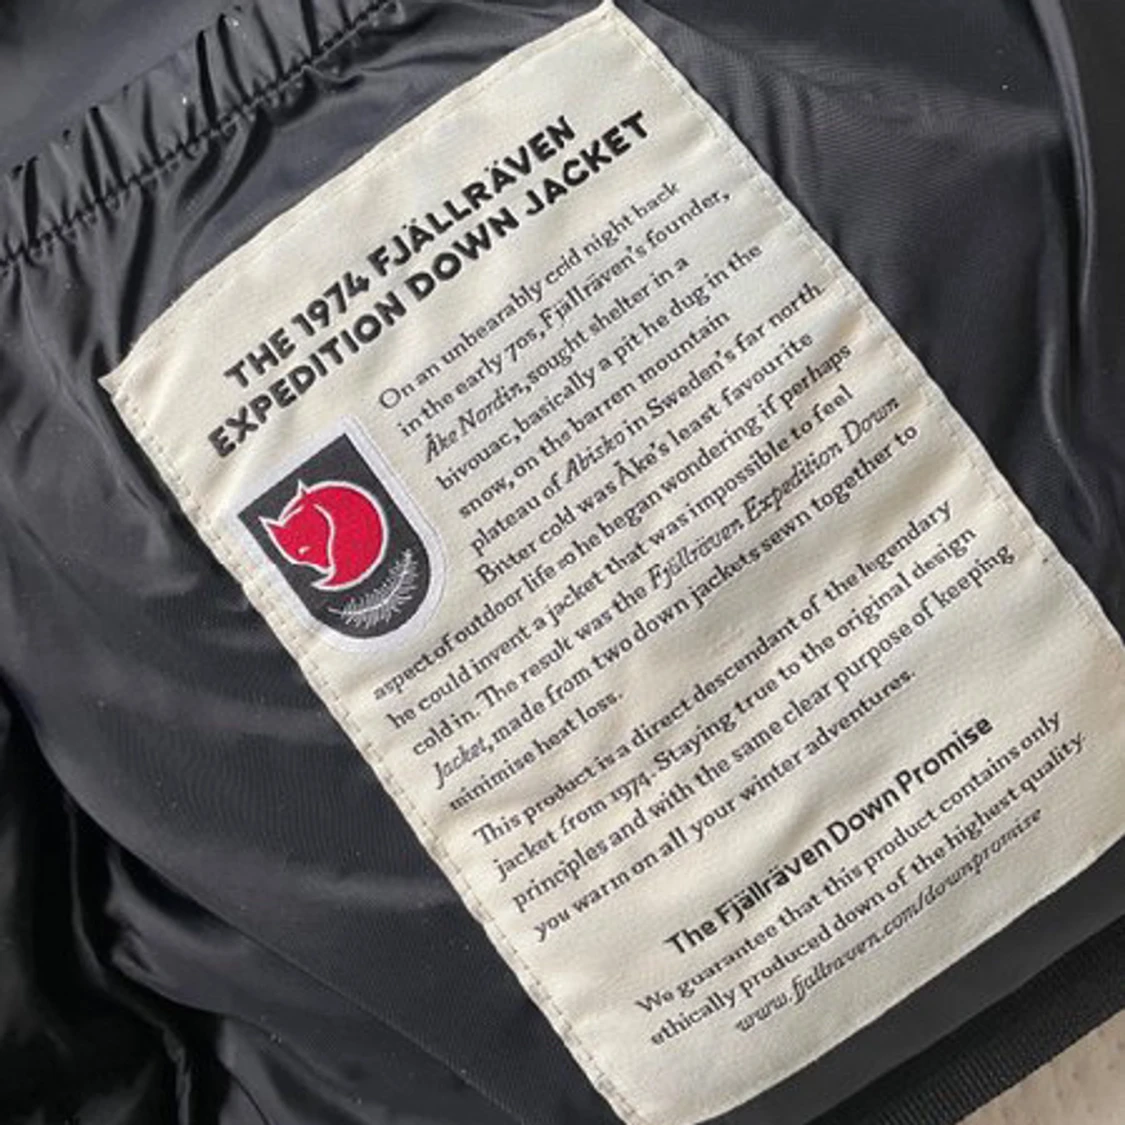 THE 1974 FJÄLLRÄVEN
EXPEDITION DOWN JACKET
On an unbearably cold night back
in the early 70s, Fjällräven's founder,
Åke Nordin, sought shelter in a
bivouac, basically a pit he dug in the
snow, on the barren mountain
plateau of Abisko in Sweden's far north.
Bitter cold was Åke's least favourite
aspect of outdoor life so he began wondering if perhaps
he could invent a jacket that was impossible to feel
cold in. The result was the Fjällräven Expedition Down
Jacket, made from two down jackets sewn together to
minimise heat loss.
This product is a direct descendant of the legendary
jacket from 1974. Staying true to the original design
principles and with the same clear purpose of keeping
you warm on all your winter adventures.
The Fjällräven Down Promise
We guarantee that this product contains only
ethically produced down of the highest quality.
www.fjallraven.com/downpromise